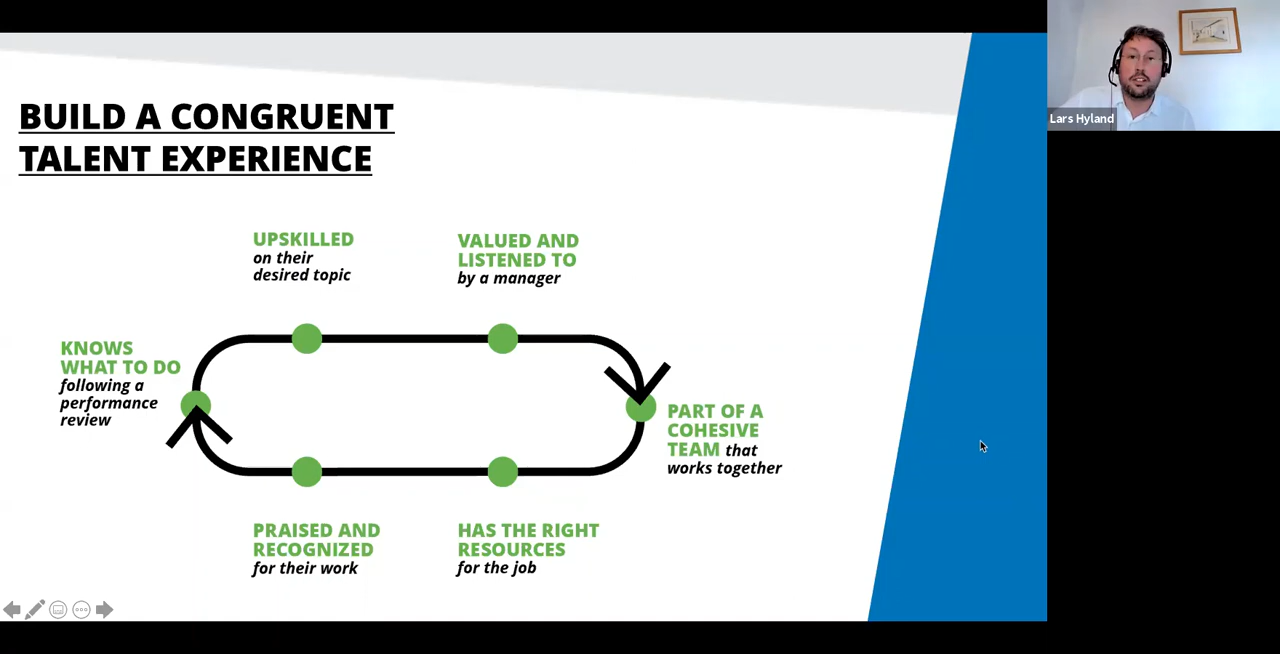 BUILD A CONGRUENT
TALENT EXPERIENCE
UPSKILLED
on their
desired topic
VALUED AND
LISTENED TO
by a manager
KNOWS
WHAT TO DO
following a
performance
review
PART OF A
COHESIVE
TEAM that
works together
PRAISED AND
RECOGNIZED
for their work
HAS THE RIGHT
RESOURCES
for the job
Lars Hyland